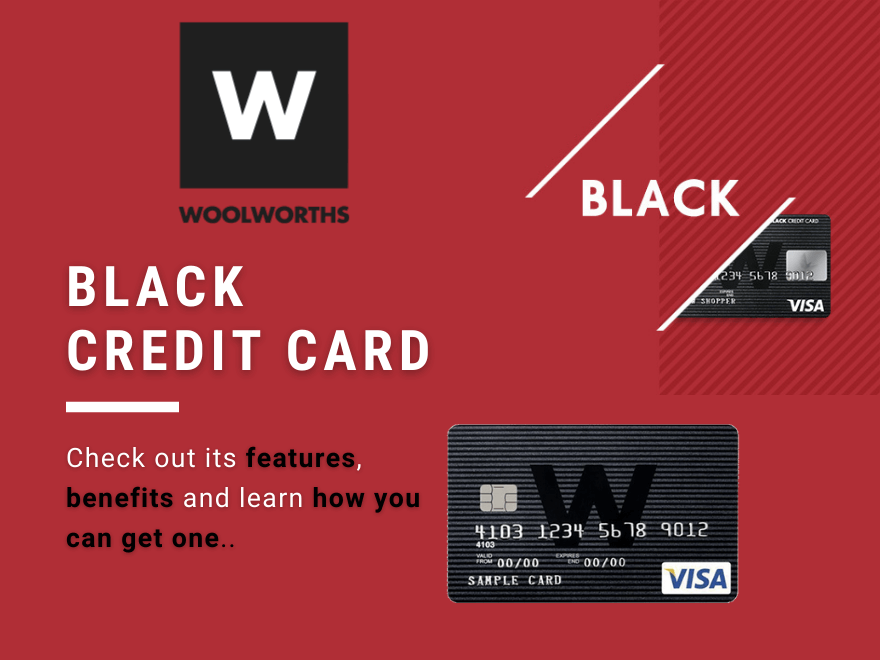 W
WOOLWORTHS
BLACK
BLACK CREDIT CARD
1234 5678 9012
SHOPPER
VISA
BLACK
CREDIT CARD
Check out its features,
benefits and learn how you
can get one..
W
4103 1234 5678 9012
4103
VALID FROM 00/00 EXPIRES END 00/00
SAMPLE CARD
VISA